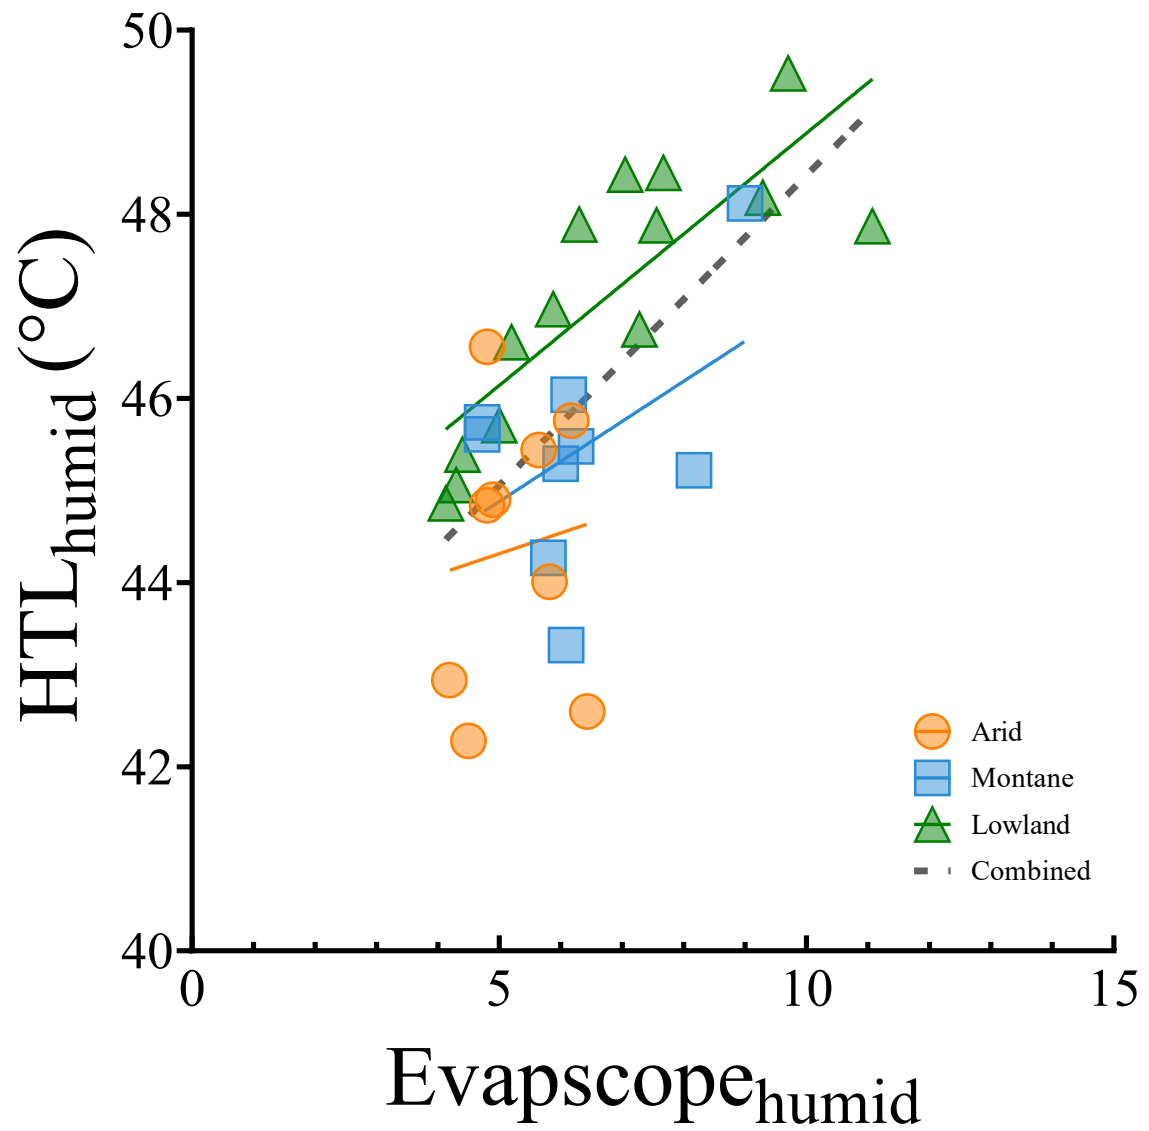 50
48
46
44
42
40
0 5 10 15
HTLhumid (°C)
Evapscopehumid
Arid
Montane
Lowland
Combined